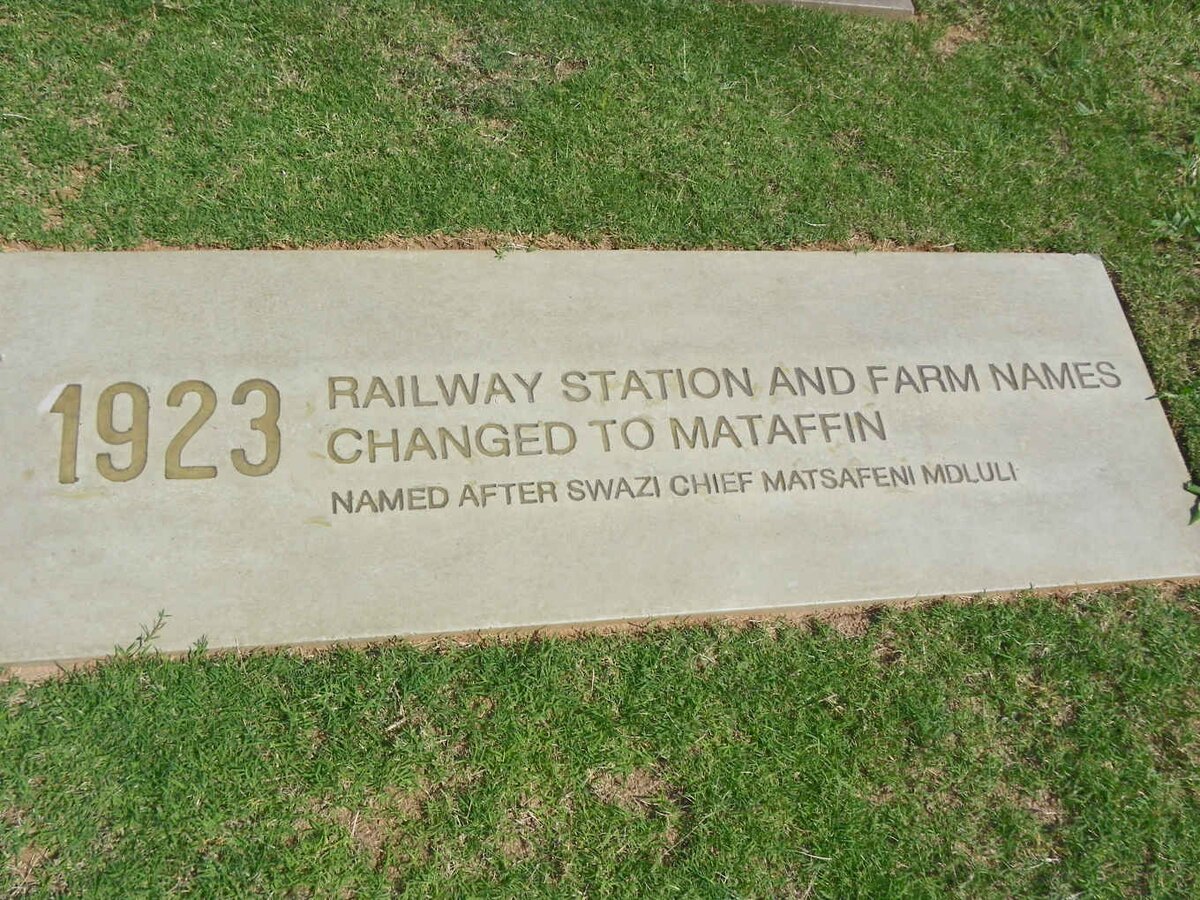 1923
RAILWAY STATION AND FARM NAMES
CHANGED TO MATAFFIN
NAMED AFTER SWAZI CHIEF MATSAFENI MDLULI